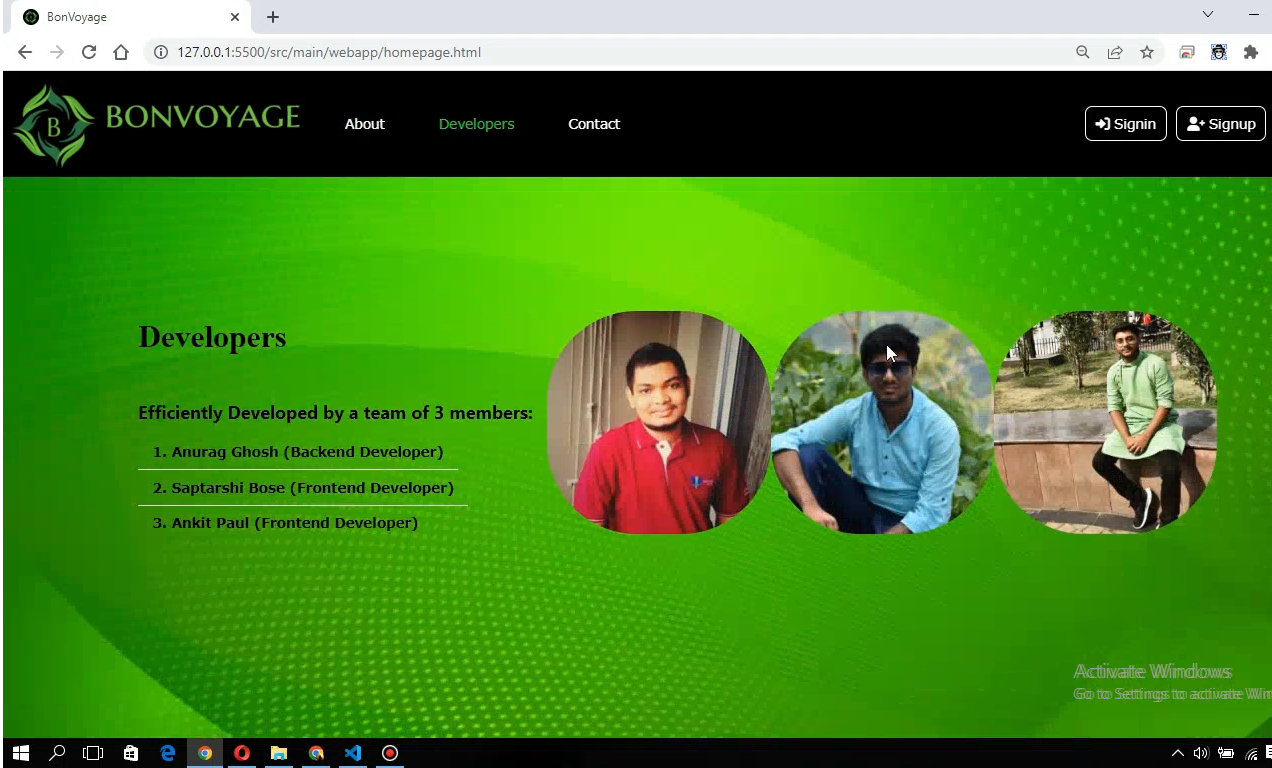 BonVoyage
127.0.0.1:5500/src/main/webapp/homepage.html
B BONVOYAGE About Developers Contact Signin Signup
Developers
Efficiently Developed by a team of 3 members:
1. Anurag Ghosh (Backend Developer)
2. Saptarshi Bose (Frontend Developer)
3. Ankit Paul (Frontend Developer)
Activate Windows
Go to Settings to activate Win